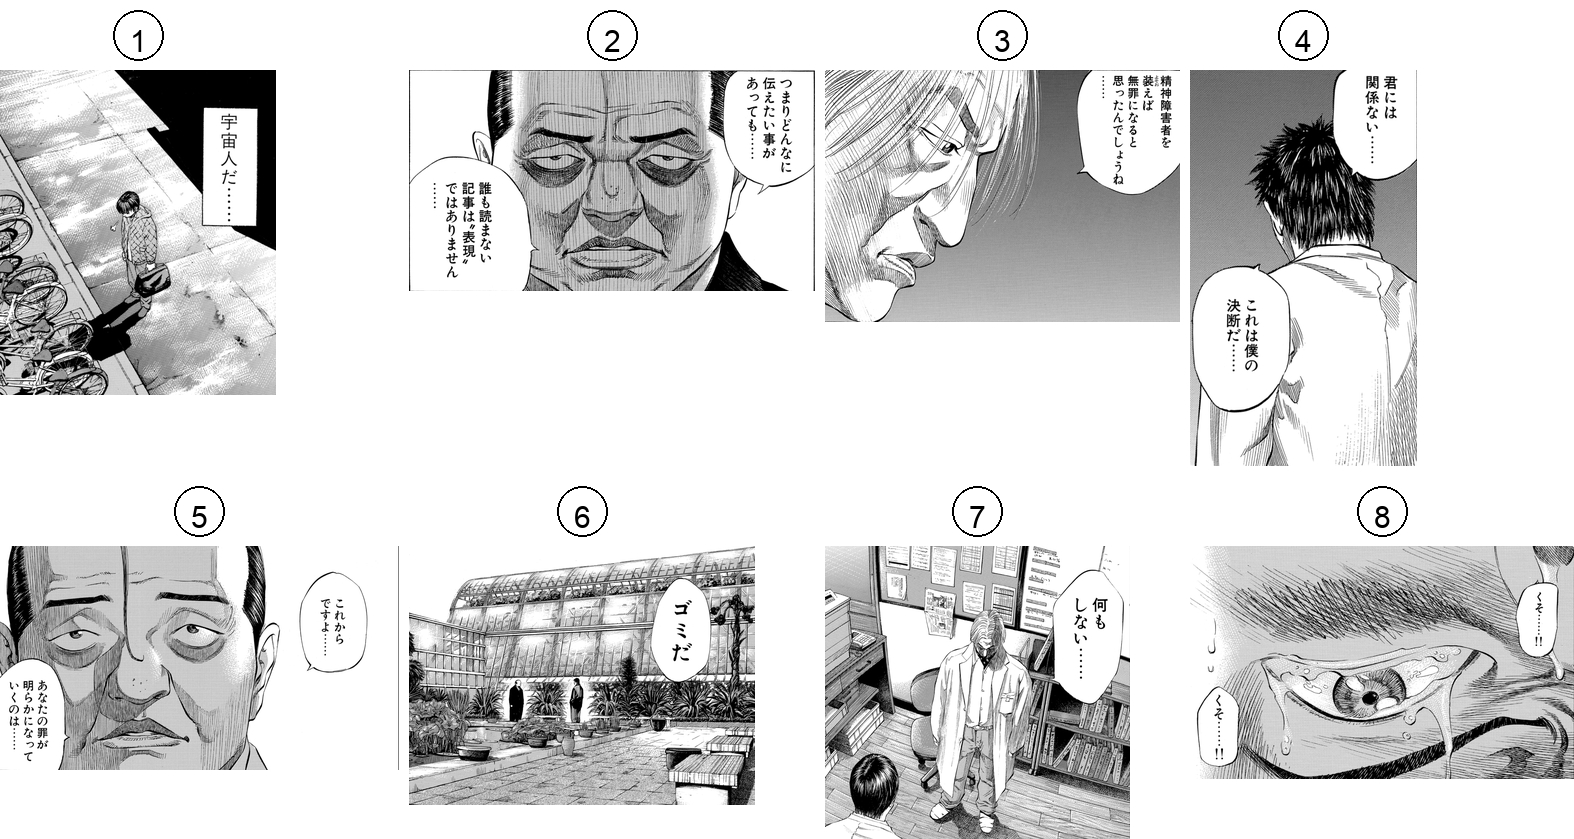 1
宇宙人だ……
2
つまりどんなに
伝えたい事が
あっても……
誰も読まない
記事は〝表現〟
ではありません
……
3
精神障害者を
装えば
無罪になると
思ったんでしょうね
……
4
君には
関係ない……
これは僕の
決断だ……
5
これから
ですよ……
あなたの罪が
明らかになって
いくのは……
6
ゴミだ
7
何も
しない……
8
くそ……!!
くそ……!!